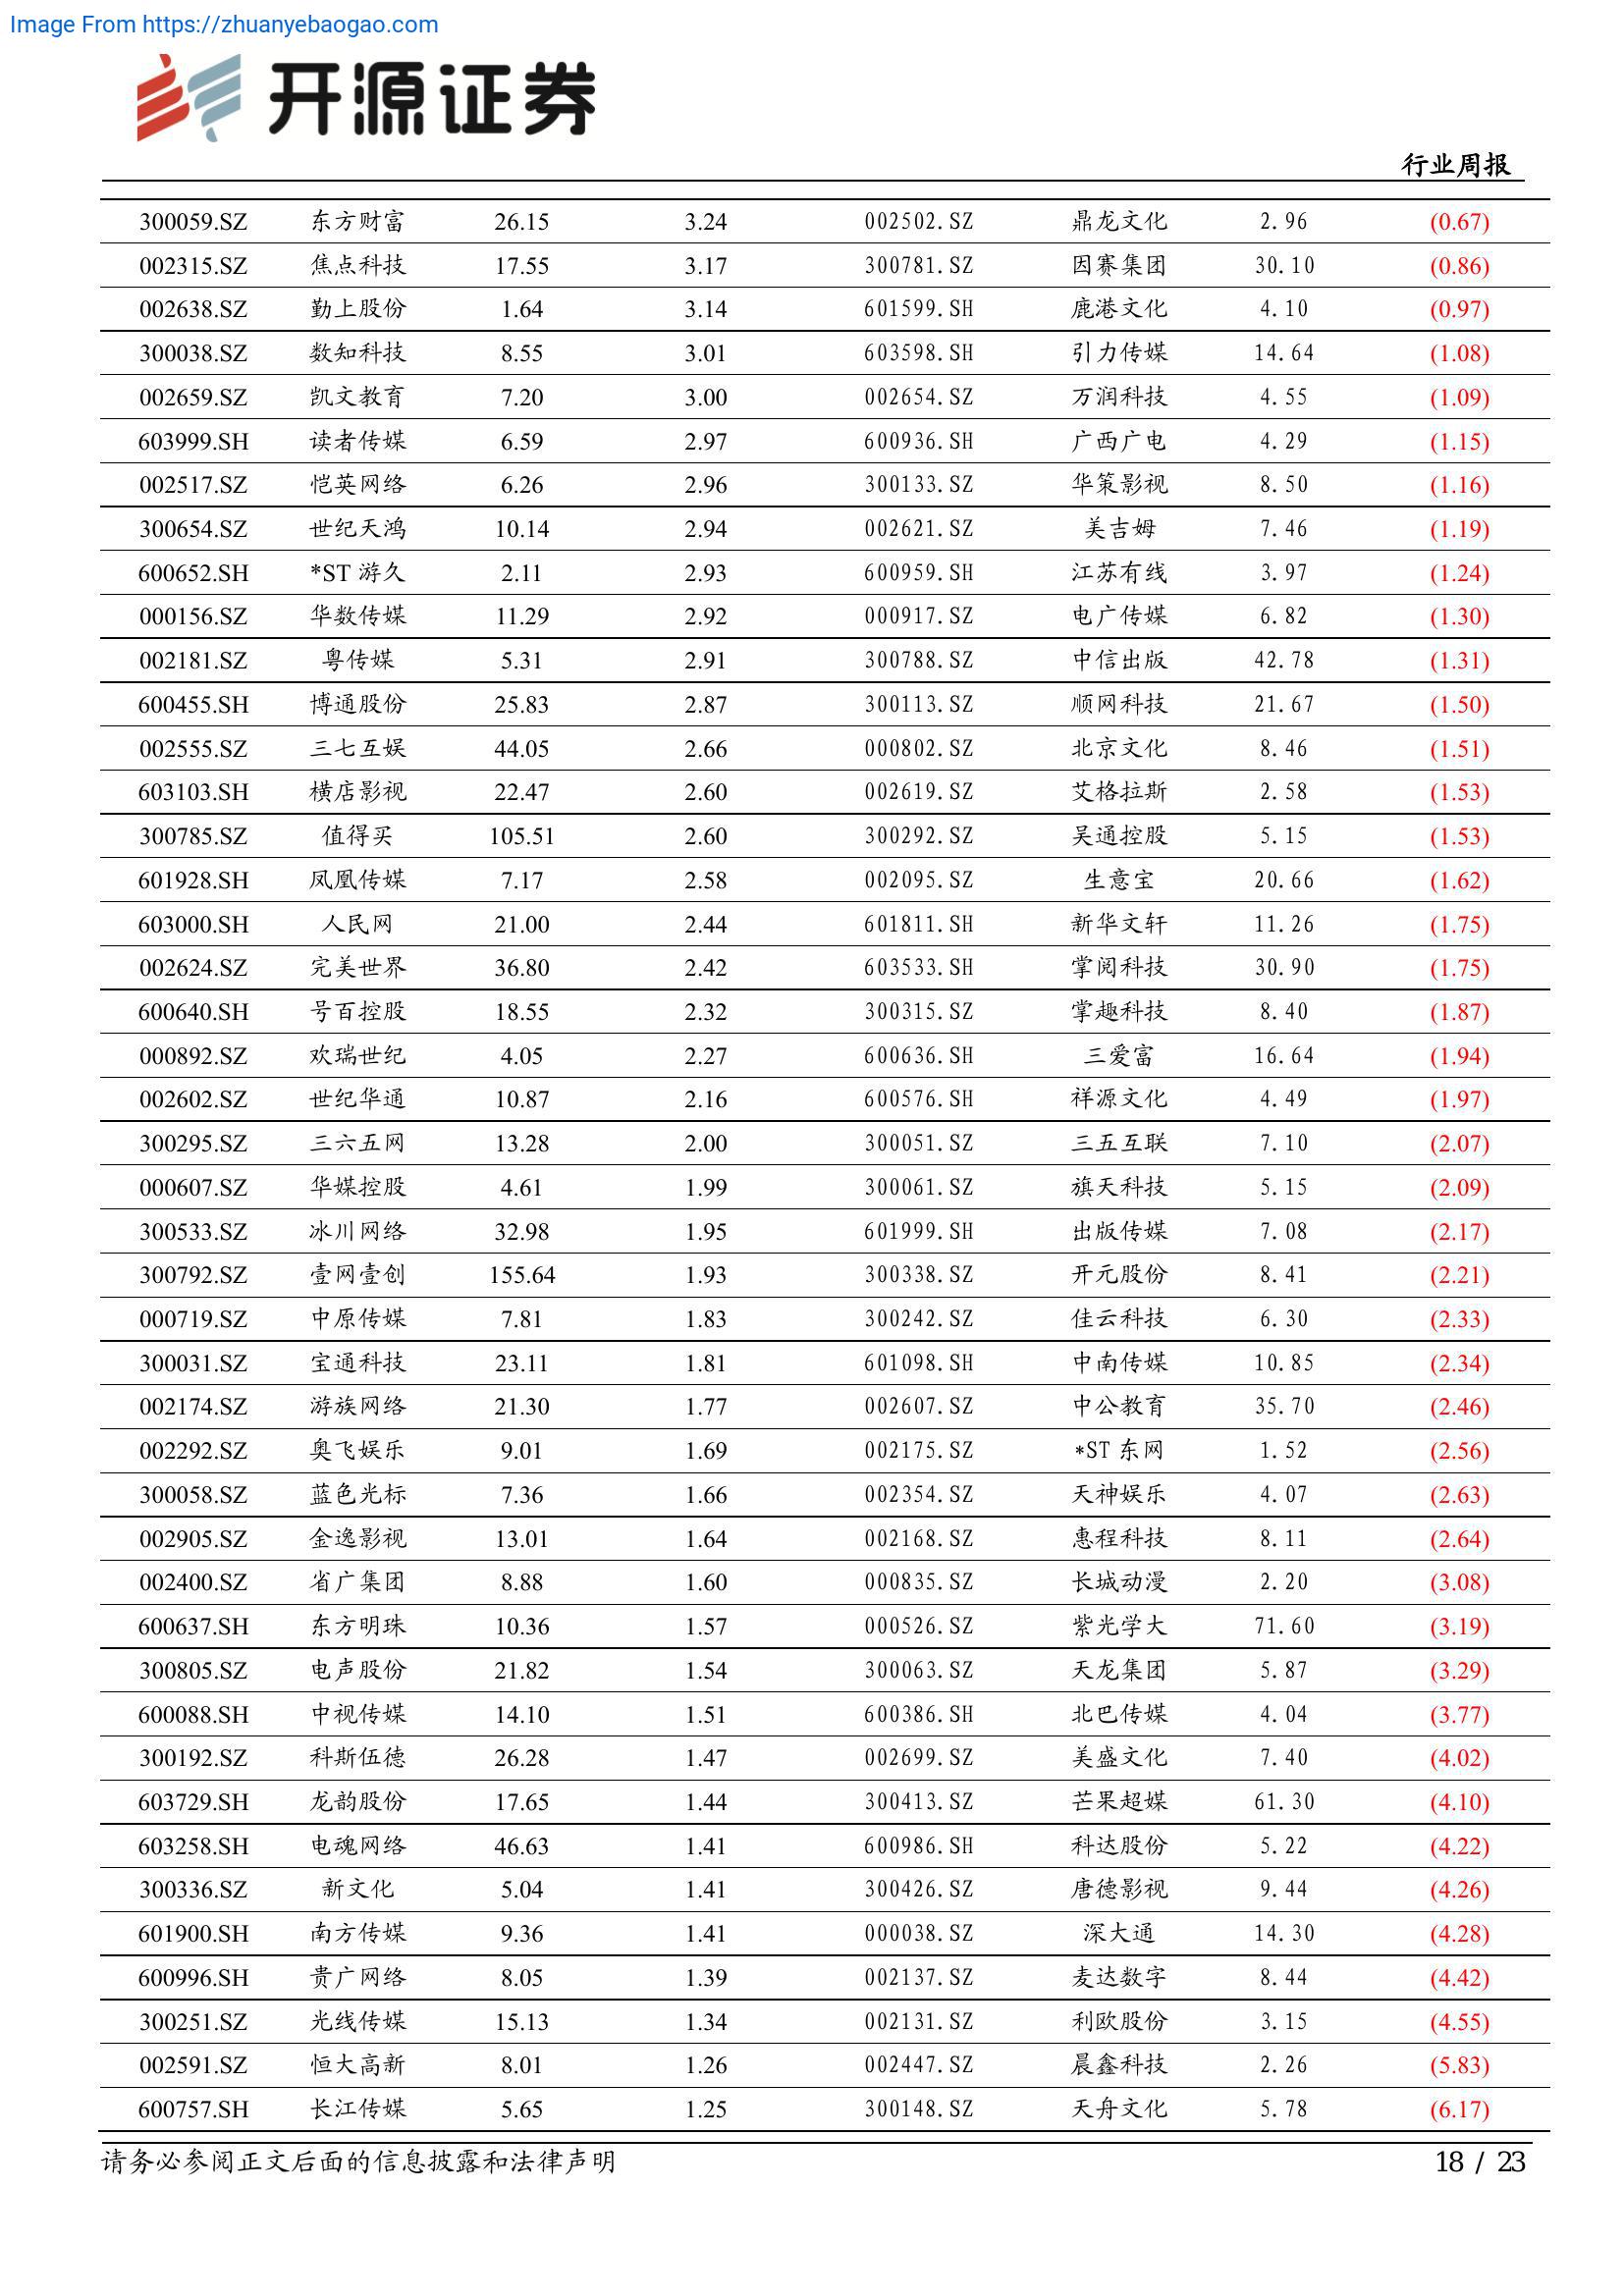 Image From https://zhuanyebaogao.com
开源证券
行业周报
300059.SZ 东方财富 26.15 3.24 002502.SZ 鼎龙文化 2.96 (0.67)
002315.SZ 焦点科技 17.55 3.17 300781.SZ 因赛集团 30.10 (0.86)
002638.SZ 勤上股份 1.64 3.14 601599.SH 鹿港文化 4.10 (0.97)
300038.SZ 数知科技 8.55 3.01 603598.SH 引力传媒 14.64 (1.08)
002659.SZ 凯文教育 7.20 3.00 002654.SZ 万润科技 4.55 (1.09)
603999.SH 读者传媒 6.59 2.97 600936.SH 广西广电 4.29 (1.15)
002517.SZ 恺英网络 6.26 2.96 300133.SZ 华策影视 8.50 (1.16)
300654.SZ 世纪天鸿 10.14 2.94 002621.SZ 美吉姆 7.46 (1.19)
600652.SH *ST 游久 2.11 2.93 600959.SH 江苏有线 3.97 (1.24)
000156.SZ 华数传媒 11.29 2.92 000917.SZ 电广传媒 6.82 (1.30)
002181.SZ 粤传媒 5.31 2.91 300788.SZ 中信出版 42.78 (1.31)
600455.SH 博通股份 25.83 2.87 300113.SZ 顺网科技 21.67 (1.50)
002555.SZ 三七互娱 44.05 2.66 000802.SZ 北京文化 8.46 (1.51)
603103.SH 横店影视 22.47 2.60 002619.SZ 艾格拉斯 2.58 (1.53)
300785.SZ 值得买 105.51 2.60 300292.SZ 吴通控股 5.15 (1.53)
601928.SH 凤凰传媒 7.17 2.58 002095.SZ 生意宝 20.66 (1.62)
603000.SH 人民网 21.00 2.44 601811.SH 新华文轩 11.26 (1.75)
002624.SZ 完美世界 36.80 2.42 603533.SH 掌阅科技 30.90 (1.75)
600640.SH 号百控股 18.55 2.32 300315.SZ 掌趣科技 8.40 (1.87)
000892.SZ 欢瑞世纪 4.05 2.27 600636.SH 三爱富 16.64 (1.94)
002602.SZ 世纪华通 10.87 2.16 600576.SH 祥源文化 4.49 (1.97)
300295.SZ 三六五网 13.28 2.00 300051.SZ 三五互联 7.10 (2.07)
000607.SZ 华媒控股 4.61 1.99 300061.SZ 旗天科技 5.15 (2.09)
300533.SZ 冰川网络 32.98 1.95 601999.SH 出版传媒 7.08 (2.17)
300792.SZ 壹网壹创 155.64 1.93 300338.SZ 开元股份 8.41 (2.21)
000719.SZ 中原传媒 7.81 1.83 300242.SZ 佳云科技 6.30 (2.33)
300031.SZ 宝通科技 23.11 1.81 601098.SH 中南传媒 10.85 (2.34)
002174.SZ 游族网络 21.30 1.77 002607.SZ 中公教育 35.70 (2.46)
002292.SZ 奥飞娱乐 9.01 1.69 002175.SZ *ST 东网 1.52 (2.56)
300058.SZ 蓝色光标 7.36 1.66 002354.SZ 天神娱乐 4.07 (2.63)
002905.SZ 金逸影视 13.01 1.64 002168.SZ 惠程科技 8.11 (2.64)
002400.SZ 省广集团 8.88 1.60 000835.SZ 长城动漫 2.20 (3.08)
600637.SH 东方明珠 10.36 1.57 000526.SZ 紫光学大 71.60 (3.19)
300805.SZ 电声股份 21.82 1.54 300063.SZ 天龙集团 5.87 (3.29)
600088.SH 中视传媒 14.10 1.51 600386.SH 北巴传媒 4.04 (3.77)
300192.SZ 科斯伍德 26.28 1.47 002699.SZ 美盛文化 7.40 (4.02)
603729.SH 龙韵股份 17.65 1.44 300413.SZ 芒果超媒 61.30 (4.10)
603258.SH 电魂网络 46.63 1.41 600986.SH 科达股份 5.22 (4.22)
300336.SZ 新文化 5.04 1.41 300426.SZ 唐德影视 9.44 (4.26)
601900.SH 南方传媒 9.36 1.41 000038.SZ 深大通 14.30 (4.28)
600996.SH 贵广网络 8.05 1.39 002137.SZ 麦达数字 8.44 (4.42)
300251.SZ 光线传媒 15.13 1.34 002131.SZ 利欧股份 3.15 (4.55)
002591.SZ 恒大高新 8.01 1.26 002447.SZ 晨鑫科技 2.26 (5.83)
600757.SH 长江传媒 5.65 1.25 300148.SZ 天舟文化 5.78 (6.17)
请务必参阅正文后面的信息披露和法律声明 18 / 23